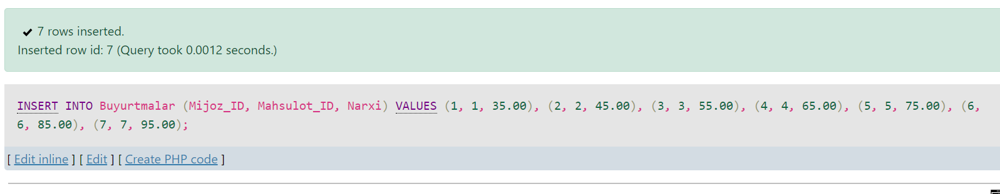 7 rows inserted.
Inserted row id: 7 (Query took 0.0012 seconds.)
INSERT INTO Buyurtmalar (Mijoz_ID, Mahsulot_ID, Narxi) VALUES (1, 1, 35.00), (2, 2, 45.00), (3, 3, 55.00), (4, 4, 65.00), (5, 5, 75.00), (6,
6, 85.00), (7, 7, 95.00);
[ Edit inline ] [ Edit ] [ Create PHP code ]